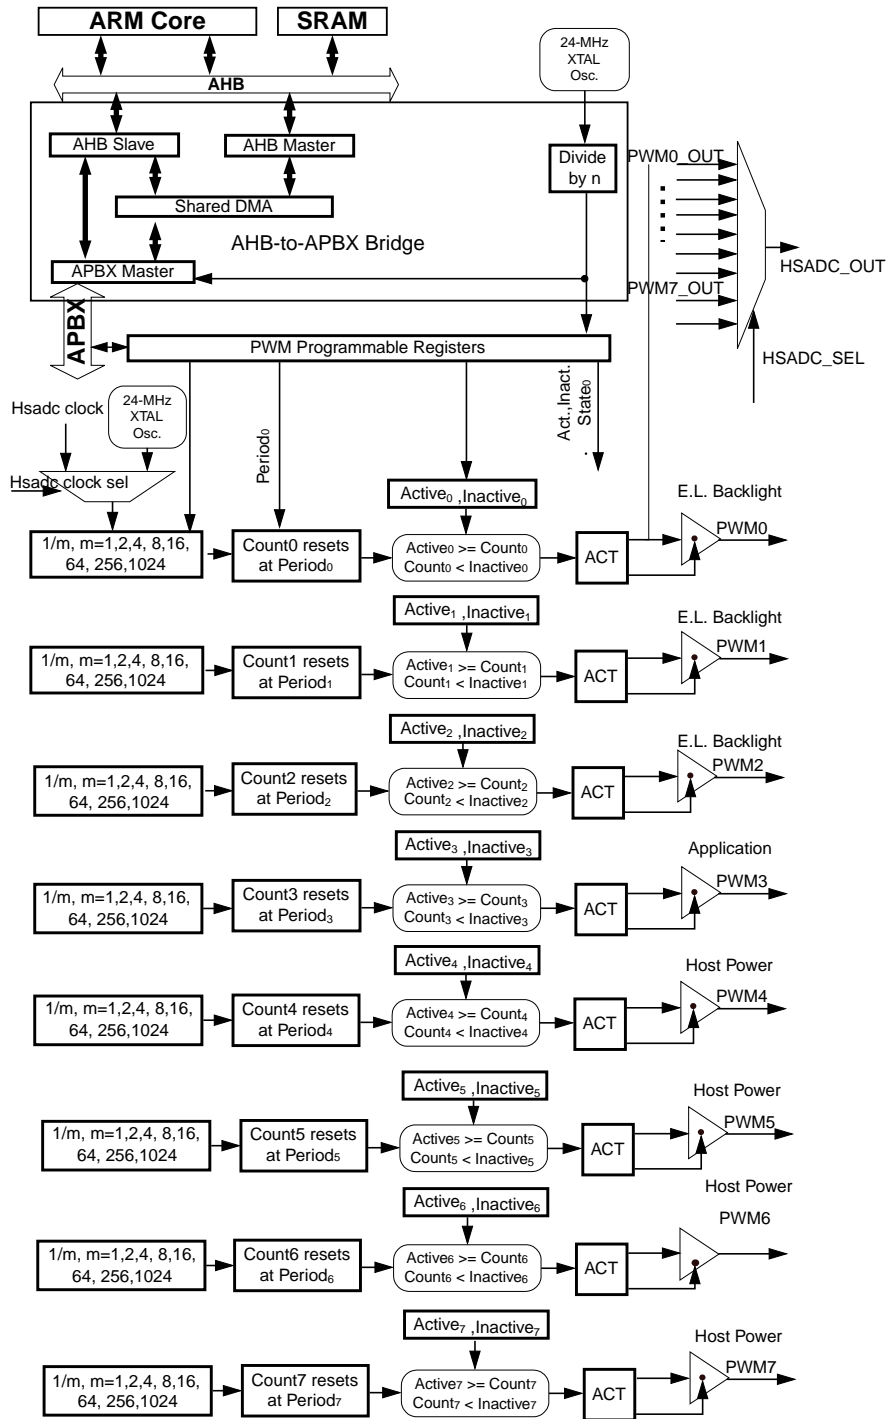 ARM Core
SRAM
24-MHz
XTAL
Osc.
AHB
AHB Slave
AHB Master
Divide
by n
PWM0_OUT
Shared DMA
AHB-to-APBX Bridge
HSADC_OUT
APBX Master
PWM7_OUT
APBX
PWM Programmable Registers
HSADC_SEL
Hsadc clock
24-MHz
XTAL
Osc.
Period0
Act.,Inact.
State0
.
Hsadc clock sel
Active0 ,Inactive0
E.L. Backlight
1/m, m=1,2,4, 8,16,
64, 256,1024
Count0 resets
at Period0
Active0 >= Count0
Count0 < Inactive0
ACT
PWM0
Active1 ,Inactive1
E.L. Backlight
1/m, m=1,2,4, 8,16,
64, 256,1024
Count1 resets
at Period1
Active1 >= Count1
Count1 < Inactive1
ACT
PWM1
Active2 ,Inactive2
E.L. Backlight
1/m, m=1,2,4, 8,16,
64, 256,1024
Count2 resets
at Period2
Active2 >= Count2
Count2 < Inactive2
ACT
PWM2
Active3 ,Inactive3
Application
1/m, m=1,2,4, 8,16,
64, 256,1024
Count3 resets
at Period3
Active3 >= Count3
Count3 < Inactive3
ACT
PWM3
Active4 ,Inactive4
Host Power
1/m, m=1,2,4, 8,16,
64, 256,1024
Count4 resets
at Period4
Active4 >= Count4
Count4 < Inactive4
ACT
PWM4
Active5 ,Inactive5
Host Power
1/m, m=1,2,4, 8,16,
64, 256,1024
Count5 resets
at Period5
Active5 >= Count5
Count5 < Inactive5
ACT
PWM5
Active6 ,Inactive6
Host Power
1/m, m=1,2,4, 8,16,
64, 256,1024
Count6 resets
at Period6
Active6 >= Count6
Count6 < Inactive6
ACT
PWM6
Active7 ,Inactive7
Host Power
1/m, m=1,2,4, 8,16,
64, 256,1024
Count7 resets
at Period7
Active7 >= Count7
Count7 < Inactive7
ACT
PWM7